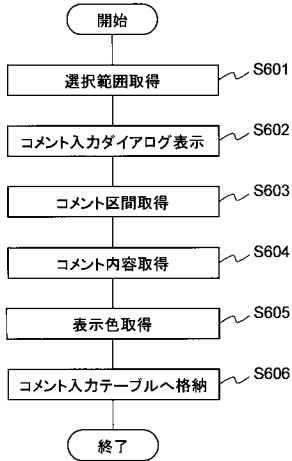 開始
選択範囲取得 S601
コメント入力ダイアログ表示 S602
コメント区間取得 S603
コメント内容取得 S604
表示色取得 S605
コメント入力テーブルへ格納 S606
終了